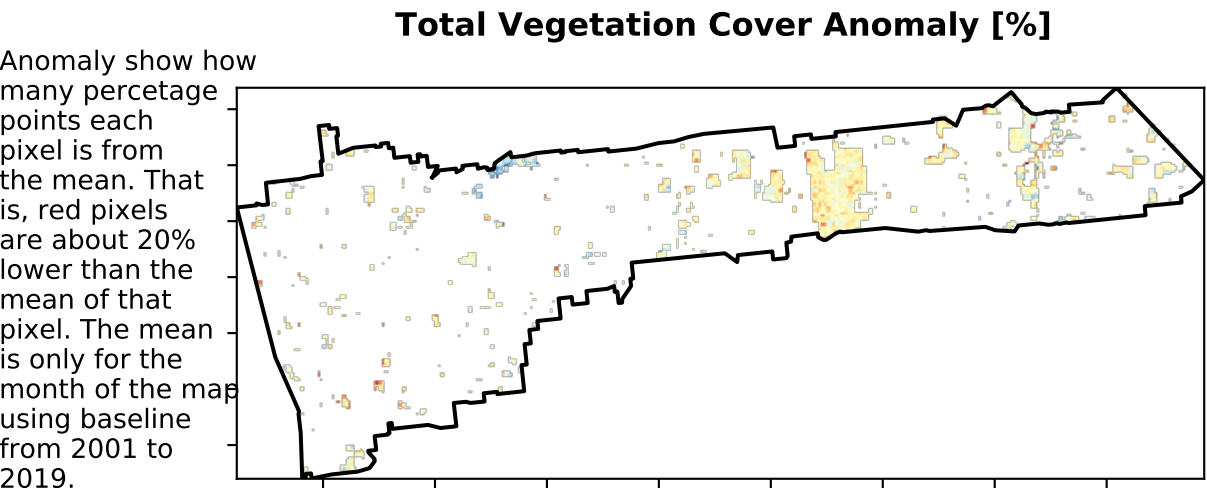 Total Vegetation Cover Anomaly [%]
Anomaly show how
many percetage
points each
pixel is from
the mean. That
is, red pixels
are about 20%
lower than the
mean of that
pixel. The mean
is only for the
month of the map
using baseline
from 2001 to
2019.